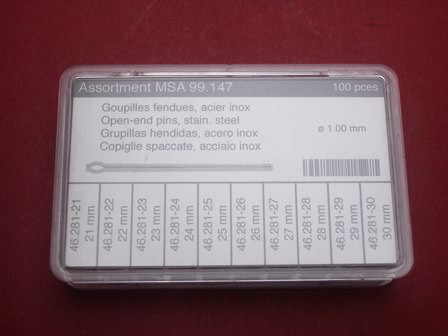 Assortment MSA 99.147 100 pces
Goupilles fendues, acier inox
Open-end pins, stain. steel
Grupillas hendidas, acero inox
Copiglie spaccate, acciaio inox
ø 1.00 mm
46.281-21
21 mm
46.281-22
22 mm
46.281-23
23 mm
46.281-24
24 mm
46.281-25
25 mm
46.281-26
26 mm
46.281-27
27 mm
46.281-28
28 mm
46.281-29
29 mm
46.281-30
30 mm